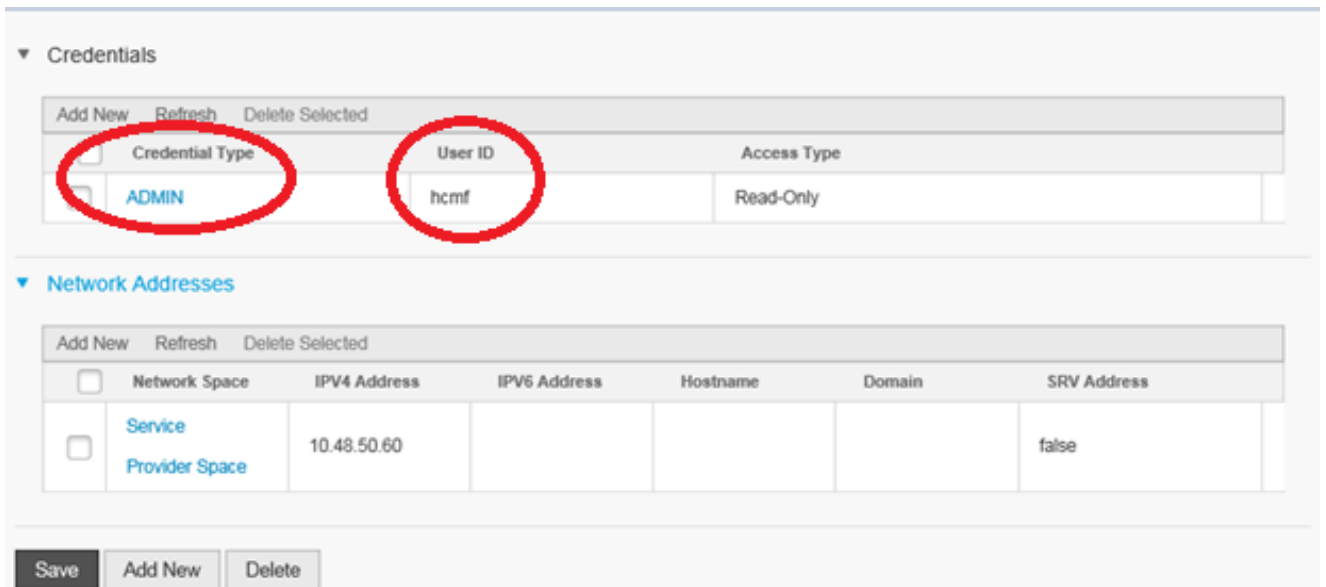 Credentials
Add New Refresh Delete Selected
Credential Type User ID Access Type
ADMIN hcmf Read-Only
Network Addresses
Add New Refresh Delete Selected
Network Space IPV4 Address IPV6 Address Hostname Domain SRV Address
Service
10.48.50.60 false
Provider Space
Save Add New Delete